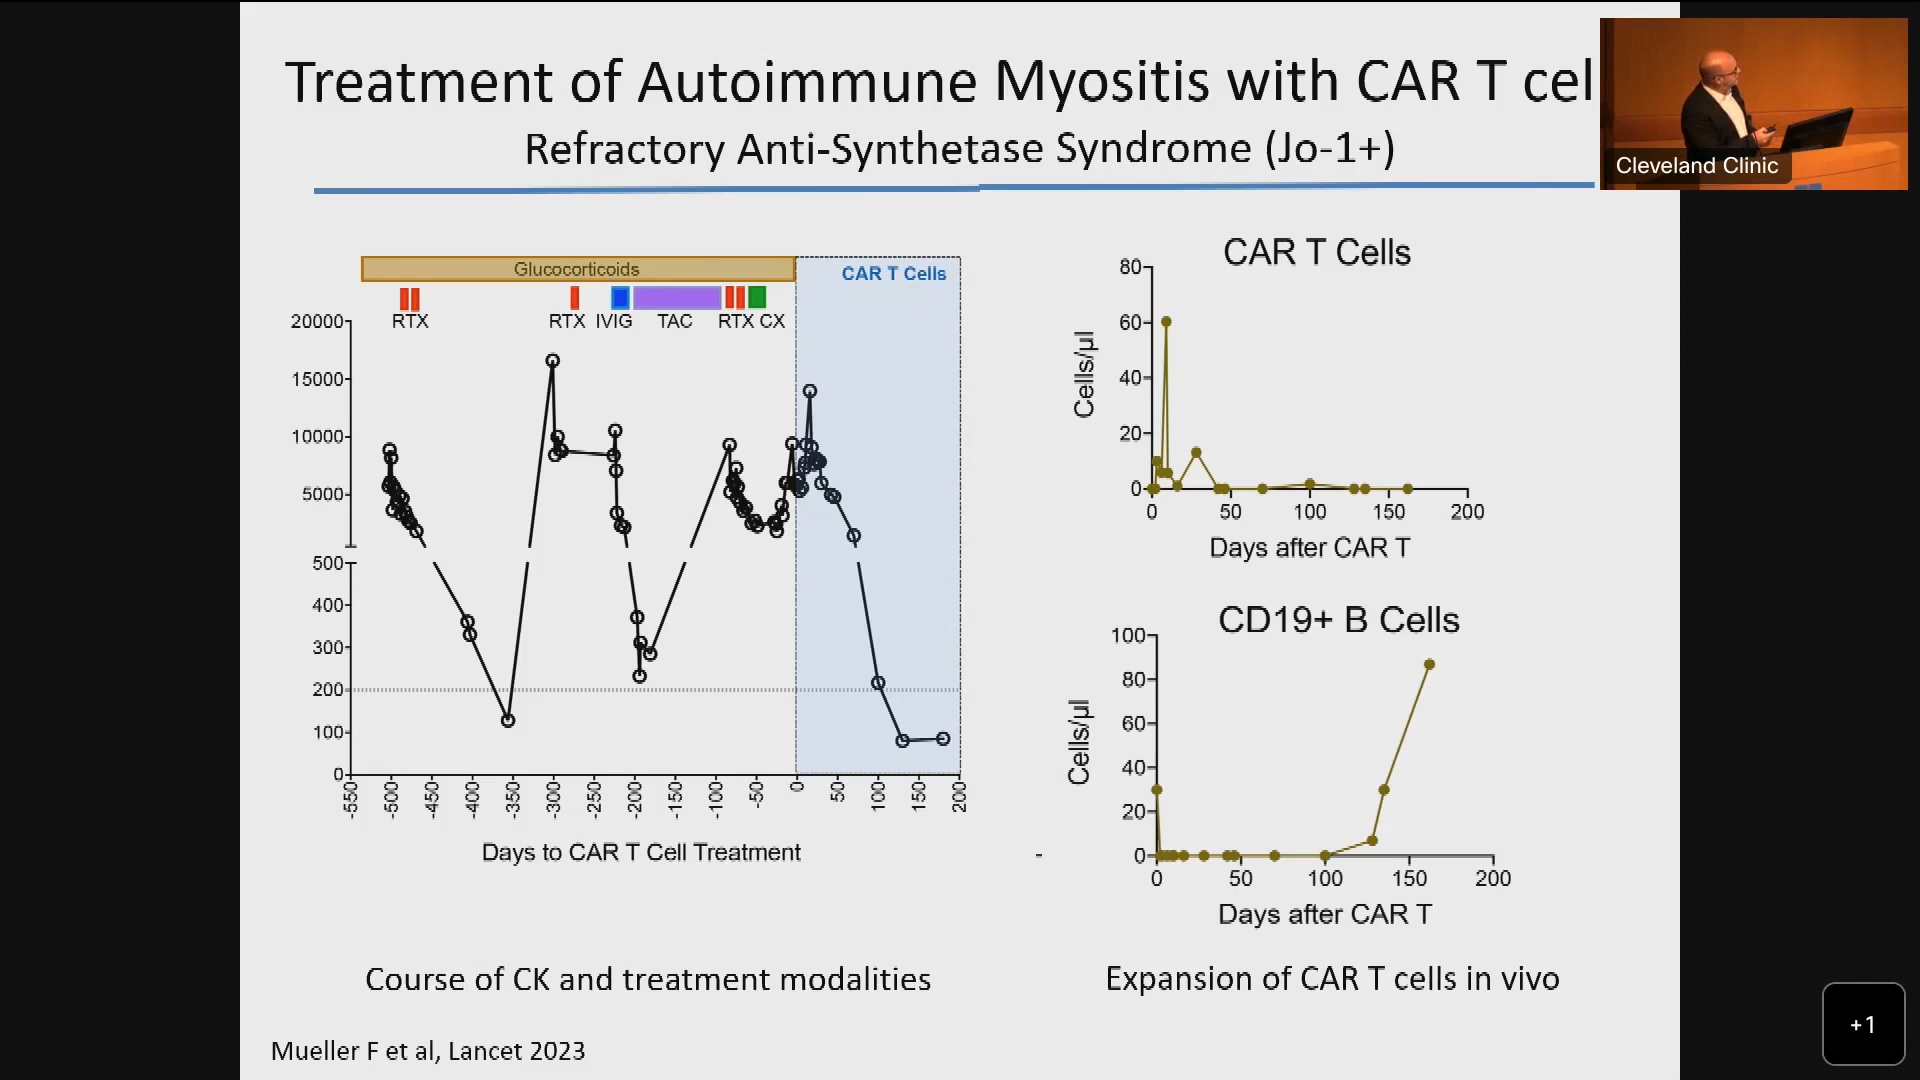 Treatment of Autoimmune Myositis with CAR T cel
Refractory Anti-Synthetase Syndrome (Jo-1+)
Cleveland Clinic
Glucocorticoids
CAR T Cells
RTX RTX IVIG TAC RTX CX
20000
15000
10000
5000
500
400
300
200
100
0
-550 -500 -450 -400 -350 -300 -250 -200 -150 -100 -50 0 50 100 150 200
Days to CAR T Cell Treatment
Course of CK and treatment modalities
CAR T Cells
Cells/µl
80
60
40
20
0
0 50 100 150 200
Days after CAR T
CD19+ B Cells
Cells/µl
100
80
60
40
20
0
0 50 100 150 200
Days after CAR T
-
Expansion of CAR T cells in vivo
Mueller F et al, Lancet 2023
+1